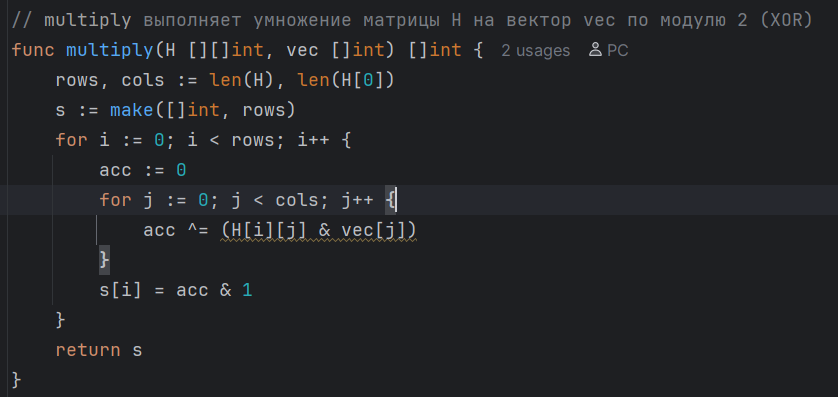 // multiply выполняет умножение матрицы H на вектор vec по модулю 2 (XOR)
func multiply(H [][]int, vec []int) []int {   2 usages   PC
    rows, cols := len(H), len(H[0])
    s := make([]int, rows)
    for i := 0; i < rows; i++ {
        acc := 0
        for j := 0; j < cols; j++ {
            acc ^= (H[i][j] & vec[j])
        }
        s[i] = acc & 1
    }
    return s
}